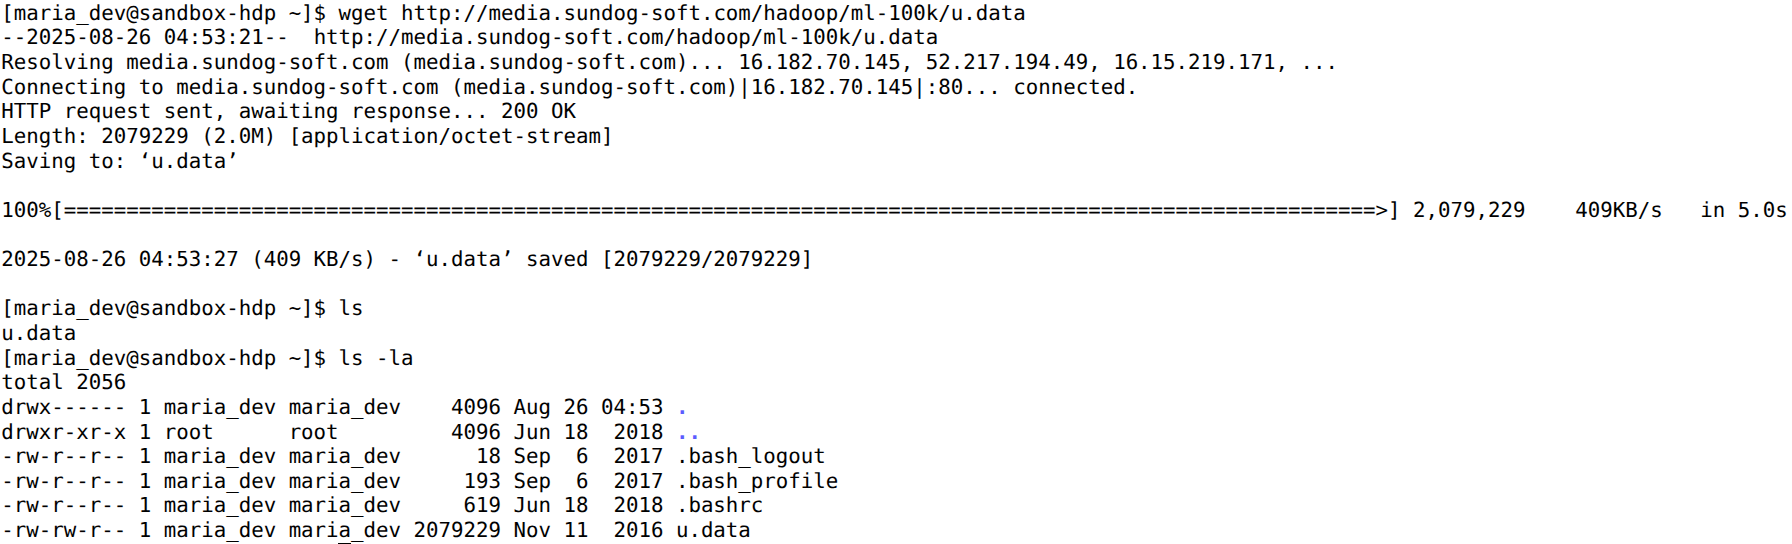 [maria_dev@sandbox-hdp ~]$ wget http://media.sundog-soft.com/hadoop/ml-100k/u.data
--2025-08-26 04:53:21--  http://media.sundog-soft.com/hadoop/ml-100k/u.data
Resolving media.sundog-soft.com (media.sundog-soft.com)... 16.182.70.145, 52.217.194.49, 16.15.219.171, ...
Connecting to media.sundog-soft.com (media.sundog-soft.com)|16.182.70.145|:80... connected.
HTTP request sent, awaiting response... 200 OK
Length: 2079229 (2.0M) [application/octet-stream]
Saving to: ‘u.data’
100%[=========================================================================================================>] 2,079,229    409KB/s   in 5.0s
2025-08-26 04:53:27 (409 KB/s) - ‘u.data’ saved [2079229/2079229]
[maria_dev@sandbox-hdp ~]$ ls
u.data
[maria_dev@sandbox-hdp ~]$ ls -la
total 2056
drwx------ 1 maria_dev maria_dev    4096 Aug 26 04:53 .
drwxr-xr-x 1 root      root         4096 Jun 18  2018 ..
-rw-r--r-- 1 maria_dev maria_dev      18 Sep  6  2017 .bash_logout
-rw-r--r-- 1 maria_dev maria_dev     193 Sep  6  2017 .bash_profile
-rw-r--r-- 1 maria_dev maria_dev     619 Jun 18  2018 .bashrc
-rw-rw-r-- 1 maria_dev maria_dev 2079229 Nov 11  2016 u.data